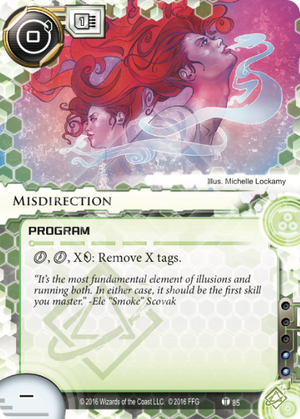 0
1
Illus. Michelle Lockamy
MISDIRECTION
PROGRAM
, , X: Remove X tags.
“It’s the most fundamental element of illusions and
running both. In either case, it should be the first skill
you master.” -Ele “Smoke” Scovak
–
© 2016 Wizards of the Coast LLC. © 2016 FFG 85